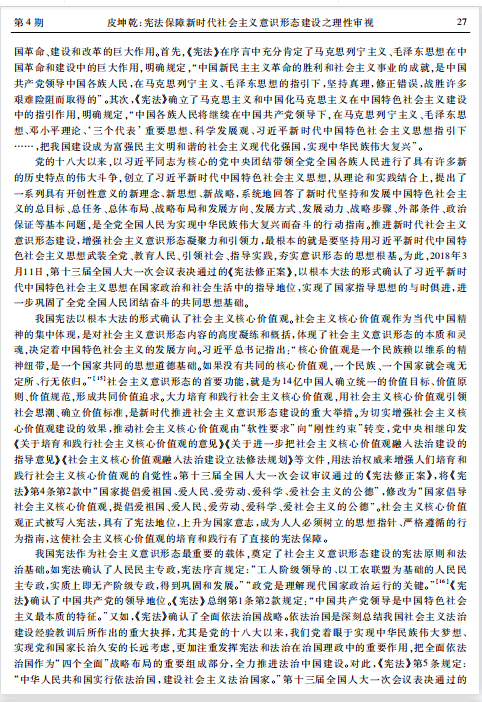 第 4 期
皮坤乾:宪法保障新时代社会主义意识形态建设之理性审视
27
国革命、建设和改革的巨大作用。首先,《宪法》在序言中充分肯定了马克思列宁主义、毛泽东思想在中
国革命和建设中的巨大作用,明确规定,“中国新民主主义革命的胜利和社会主义事业的成就,是中国
共产党领导中国各族人民,在马克思列宁主义、毛泽东思想的指引下,坚持真理,修正错误,战胜许多
艰难险阻而取得的”。其次,《宪法》确立了马克思主义和中国化马克思主义在中国特色社会主义建设
中的指引作用,明确规定,“中国各族人民将继续在中国共产党领导下,在马克思列宁主义、毛泽东思
想、邓小平理论、‘三个代表’重要思想、科学发展观、习近平新时代中国特色社会主义思想指引下
……,把我国建设成为富强民主文明和谐的社会主义现代化强国,实现中华民族伟大复兴”。
党的十八大以来,以习近平同志为核心的党中央团结带领全党全国各族人民进行了具有许多新
的历史特点的伟大斗争,创立了习近平新时代中国特色社会主义思想,从理论和实践结合上,提出了
一系列具有开创性意义的新理念、新思想、新战略,系统地回答了新时代坚持和发展中国特色社会主
义的总目标、总任务、总体布局、战略布局和发展方向、发展方式、发展动力、战略步骤、外部条件、政治
保证等基本问题,是全党全国人民为实现中华民族伟大复兴而奋斗的行动指南。推进新时代社会主义
意识形态建设,增强社会主义意识形态凝聚力和引领力,最根本的就是要坚持用习近平新时代中国特
色社会主义思想武装全党、教育人民、引领社会、指导实践,夯实意识形态的思想根基。为此,2018年3
月11日,第十三届全国人大一次会议表决通过的《宪法修正案》,以根本大法的形式确认了习近平新时
代中国特色社会主义思想在国家政治和社会生活中的指导地位,实现了国家指导思想的与时俱进,进
一步巩固了全党全国人民团结奋斗的共同思想基础。
我国宪法以根本大法的形式确认了社会主义核心价值观。社会主义核心价值观作为当代中国精
神的集中体现,是对社会主义意识形态内容的高度凝练和概括,体现了社会主义意识形态的本质和灵
魂,决定着中国特色社会主义的发展方向。习近平总书记指出:“核心价值观是一个民族赖以维系的精
神纽带,是一个国家共同的思想道德基础。如果没有共同的核心价值观,一个民族、一个国家就会魂无
定所、行无依归。”[15]社会主义意识形态的首要功能,就是为14亿中国人确立统一的价值目标、价值原
则、价值规范,形成共同价值追求。大力培育和践行社会主义核心价值观,用社会主义核心价值观引领
社会思潮、确立价值标准,是新时代推进社会主义意识形态建设的重大举措。为切实增强社会主义核
心价值观建设的效果,推动社会主义核心价值观由“软性要求”向“刚性约束”转变,党中央相继印发
《关于培育和践行社会主义核心价值观的意见》《关于进一步把社会主义核心价值观融入法治建设的
指导意见》《社会主义核心价值观融入法治建设立法修法规划》等文件,用法治权威来增强人们培育和
践行社会主义核心价值观的自觉性。第十三届全国人大一次会议审议通过的《宪法修正案》,将《宪
法》第4条第2款中“国家提倡爱祖国、爱人民、爱劳动、爱科学、爱社会主义的公德”,修改为“国家倡导
社会主义核心价值观,提倡爱祖国、爱人民、爱劳动、爱科学、爱社会主义的公德”。社会主义核心价值
观正式被写入宪法,具有了宪法地位,上升为国家意志,成为人人必须树立的思想指针、严格遵循的行
为指南,这使社会主义核心价值观的培育和践行有了直接的宪法保障。
我国宪法作为社会主义意识形态最重要的载体,奠定了社会主义意识形态建设的宪法原则和法
治基础。如宪法确认了人民民主专政,宪法序言规定:“工人阶级领导的、以工农联盟为基础的人民民
主专政,实质上即无产阶级专政,得到巩固和发展。”“政党是理解现代国家政治运行的关键。”[16]《宪
法》确认了中国共产党的领导地位。《宪法》总纲第1条第2款规定:“中国共产党领导是中国特色社会
主义最本质的特征。”又如,《宪法》确认了全面依法治国战略。依法治国是深刻总结我国社会主义法治
建设经验教训后所作出的重大抉择,尤其是党的十八大以来,我们党着眼于实现中华民族伟大梦想、
实现党和国家长治久安的长远考虑,更加注重发挥宪法和法治在治国理政中的重要作用,把全面依法
治国作为“四个全面”战略布局的重要组成部分,全力推进法治中国建设。对此,《宪法》第5条规定:
“中华人民共和国实行依法治国,建设社会主义法治国家。”第十三届全国人大一次会议表决通过的